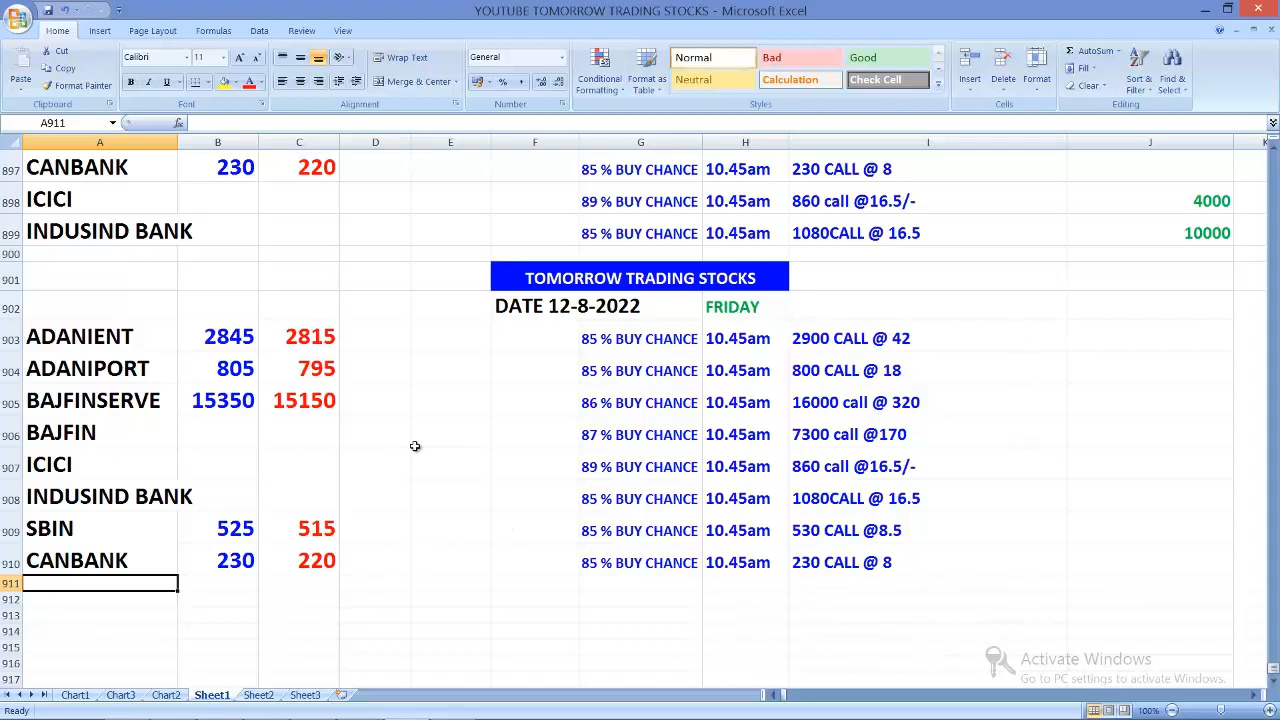 YOUTUBE TOMORROW TRADING STOCKS - Microsoft Excel
Home Insert Page Layout Formulas Data Review View
Paste Cut Copy Format Painter Calibri 11 Wrap Text Merge & Center General Conditional Formatting Format as Table Normal Bad Good Neutral Calculation Check Cell Insert Delete Format AutoSum Fill Clear Sort & Filter Find & Select
Clipboard Font Alignment Number Styles Cells Editing
A911
A B C D E F G H I J K
897 CANBANK 230 220 85 % BUY CHANCE 10.45am 230 CALL @ 8
898 ICICI 89 % BUY CHANCE 10.45am 860 call @16.5/- 4000
899 INDUSIND BANK 85 % BUY CHANCE 10.45am 1080CALL @ 16.5 10000
900
901 TOMORROW TRADING STOCKS
902 DATE 12-8-2022 FRIDAY
903 ADANIENT 2845 2815 85 % BUY CHANCE 10.45am 2900 CALL @ 42
904 ADANIPORT 805 795 85 % BUY CHANCE 10.45am 800 CALL @ 18
905 BAJFINSERVE 15350 15150 86 % BUY CHANCE 10.45am 16000 call @ 320
906 BAJFIN 87 % BUY CHANCE 10.45am 7300 call @170
907 ICICI 89 % BUY CHANCE 10.45am 860 call @16.5/-
908 INDUSIND BANK 85 % BUY CHANCE 10.45am 1080CALL @ 16.5
909 SBIN 525 515 85 % BUY CHANCE 10.45am 530 CALL @8.5
910 CANBANK 230 220 85 % BUY CHANCE 10.45am 230 CALL @ 8
911
912
913
914
915
916
917
Activate Windows
Go to PC settings to activate Windows.
Chart1 Chart3 Chart2 Sheet1 Sheet2 Sheet3
Ready 100%